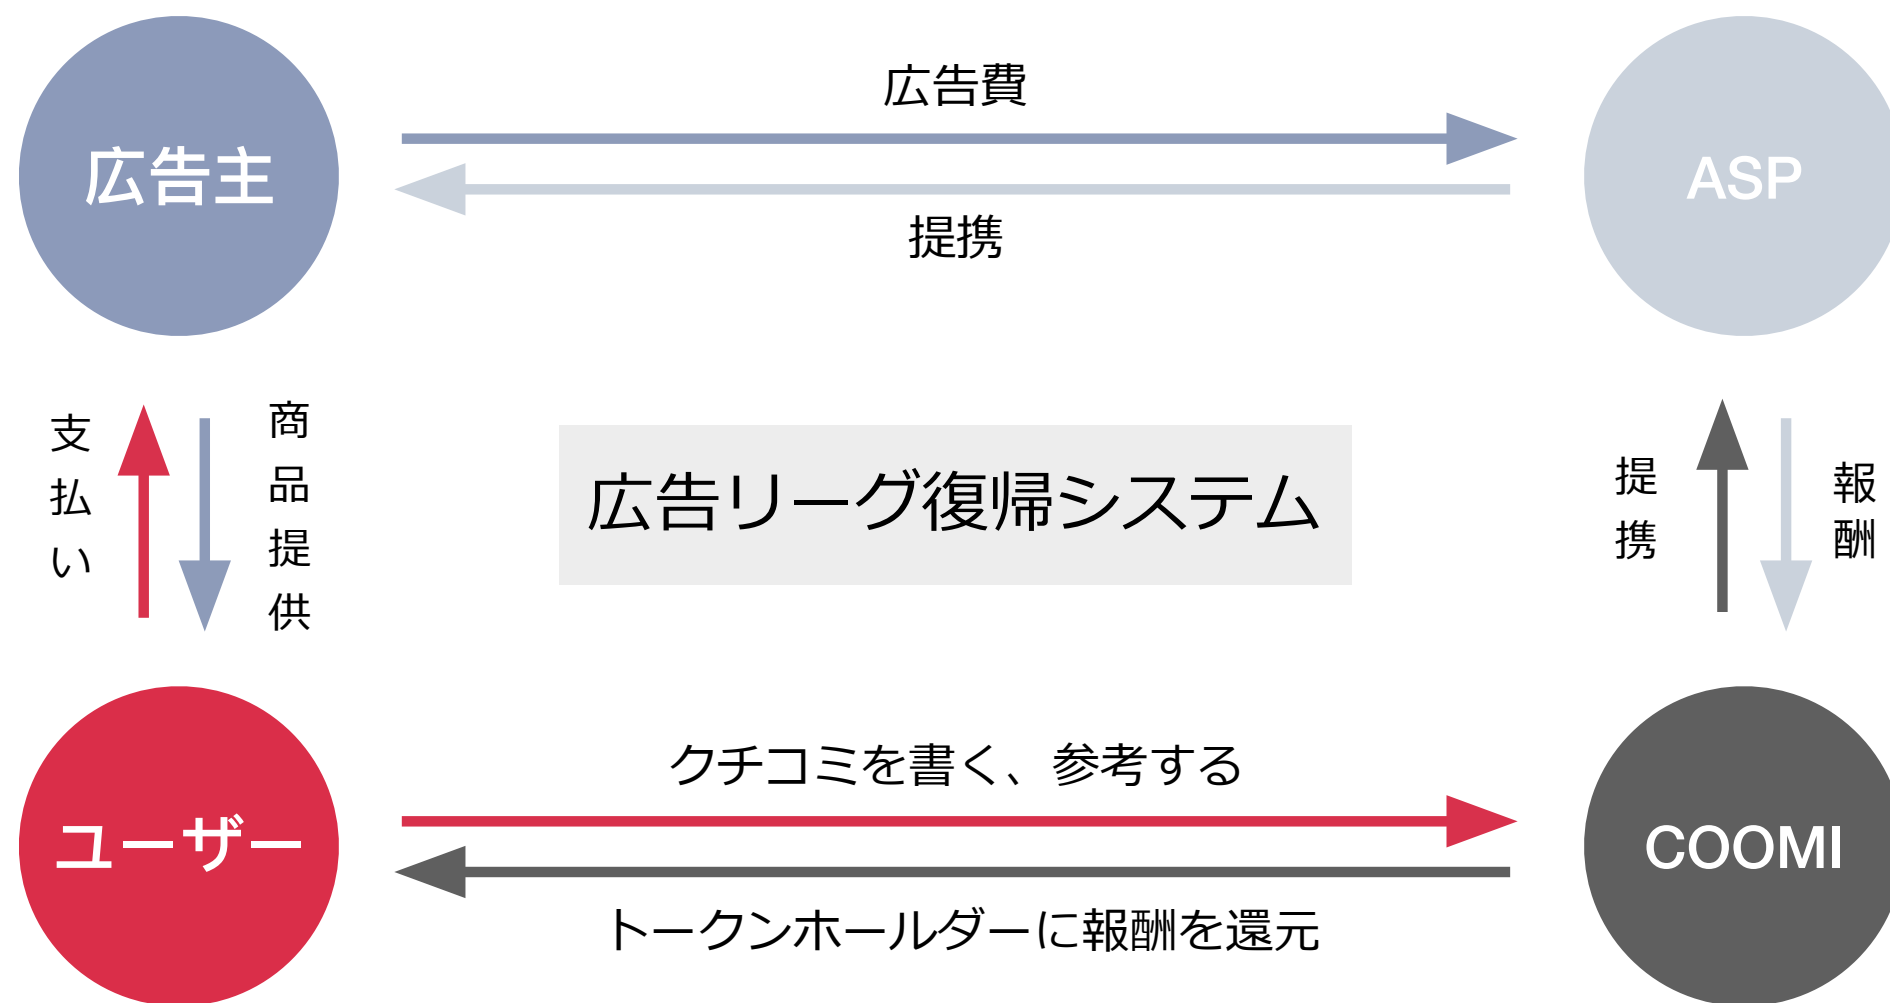 広告費
広告主
ASP
提携
支払い
商品提供
広告リーグ復帰システム
提携
報酬
クチコミを書く、参考する
ユーザー
COOMI
トークンホールダーに報酬を還元